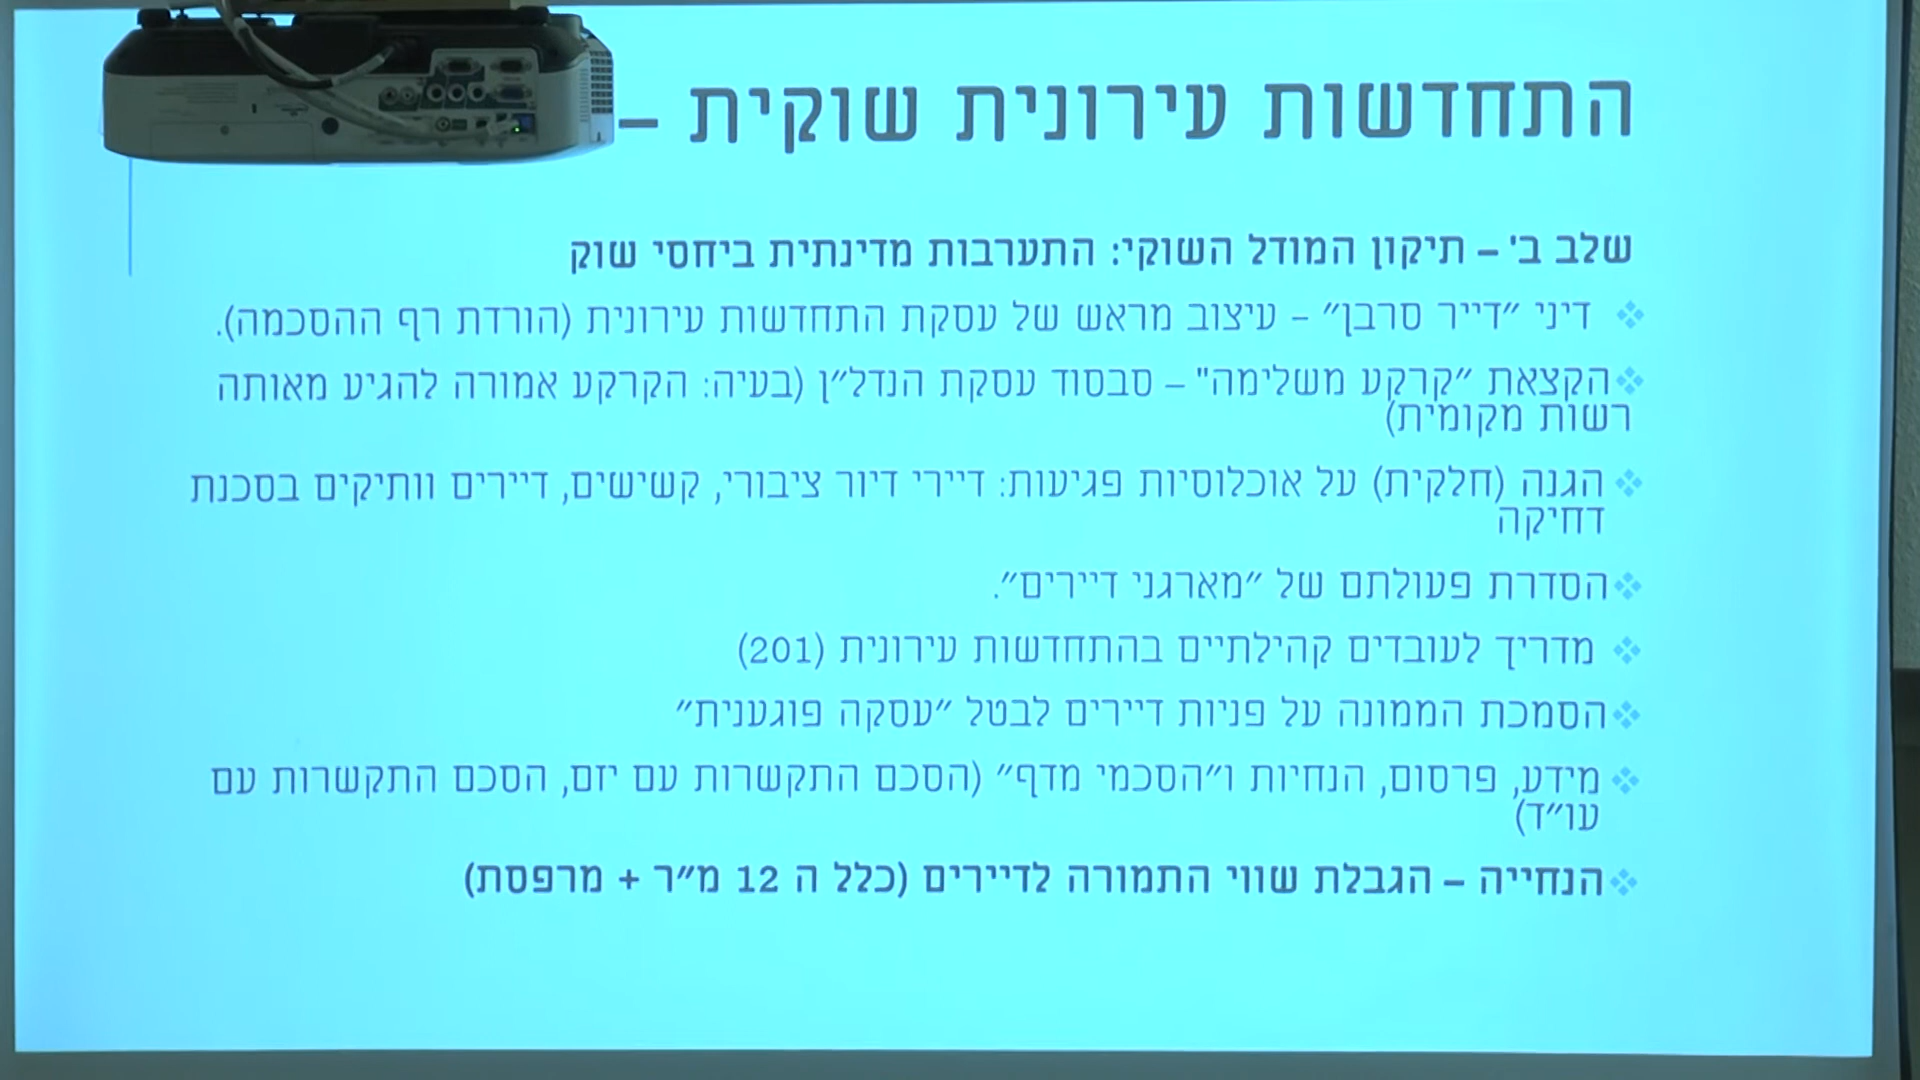 התחדשות עירונית שוקית –
שלב ב' – תיקון המודל השוקי: התערבות מדינתית ביחסי שוק
דיני ״דייר סרבן״ – עיצוב מראש של עסקת התחדשות עירונית (הורדת רף ההסכמה).
הקצאת ״קרקע משלימה" – סבסוד עסקת הנדל״ן (בעיה: הקרקע אמורה להגיע מאותה
רשות מקומית)
הגנה (חלקית) על אוכלוסיות פגיעות: דיירי דיור ציבורי, קשישים, דיירים וותיקים בסכנת
דחיקה
הסדרת פעולתם של ״מארגני דיירים״.
מדריך לעובדים קהילתיים בהתחדשות עירונית (201)
הסמכת הממונה על פניות דיירים לבטל ״עסקה פוגענית״
מידע, פרסום, הנחיות ו״הסכמי מדף״ (הסכם התקשרות עם יזם, הסכם התקשרות עם
עו״ד)
הנחייה – הגבלת שווי התמורה לדיירים (כלל ה 12 מ״ר + מרפסת)